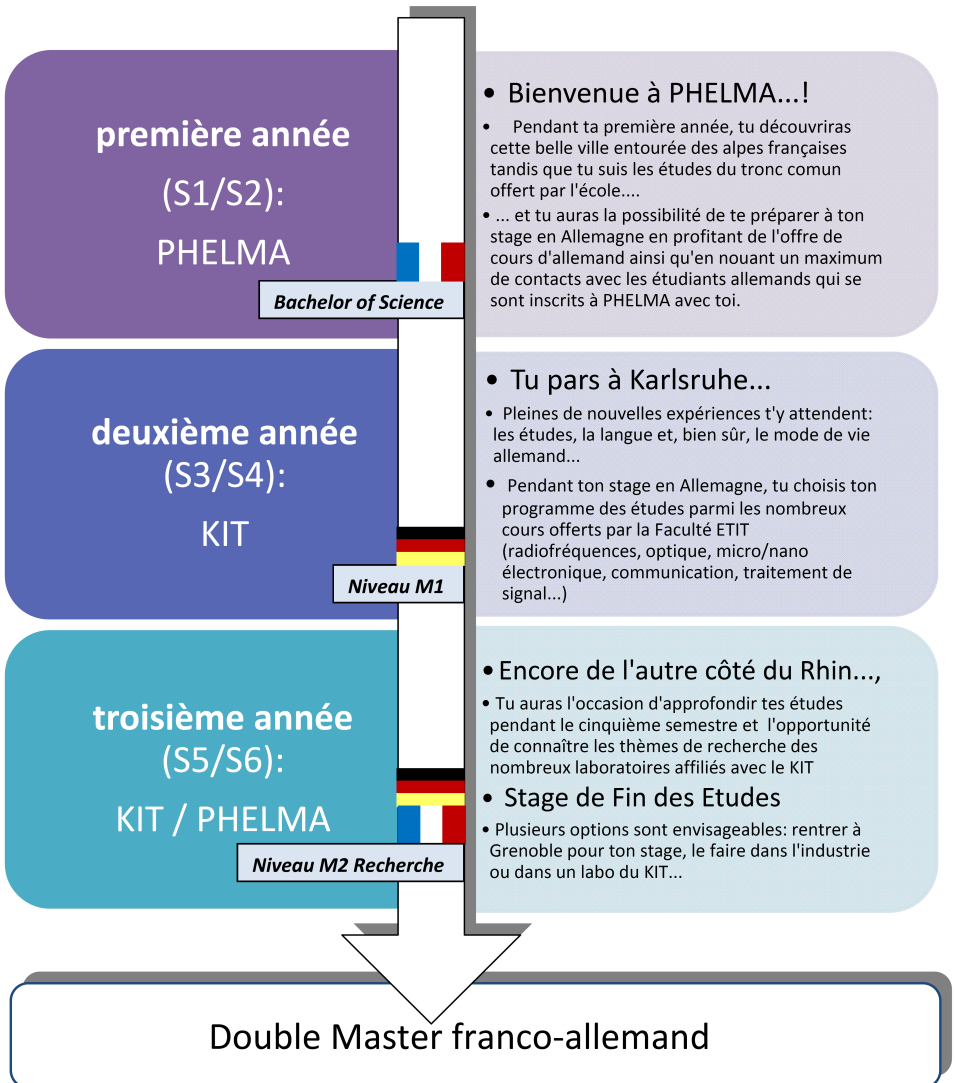 première année
(S1/S2):
PHELMA
Bachelor of Science
• Bienvenue à PHELMA...!
• Pendant ta première année, tu découvriras
cette belle ville entourée des alpes françaises
tandis que tu suis les études du tronc comun
offert par l'école....
• ... et tu auras la possibilité de te préparer à ton
stage en Allemagne en profitant de l'offre de
cours d'allemand ainsi qu'en nouant un maximum
de contacts avec les étudiants allemands qui se
sont inscrits à PHELMA avec toi.
deuxième année
(S3/S4):
KIT
Niveau M1
• Tu pars à Karlsruhe...
• Pleines de nouvelles expériences t'y attendent:
les études, la langue et, bien sûr, le mode de vie
allemand...
• Pendant ton stage en Allemagne, tu choisis ton
programme des études parmi les nombreux
cours offerts par la Faculté ETIT
(radiofréquences, optique, micro/nano
électronique, communication, traitement de
signal...)
troisième année
(S5/S6):
KIT / PHELMA
Niveau M2 Recherche
• Encore de l'autre côté du Rhin...,
• Tu auras l'occasion d'approfondir tes études
pendant le cinquième semestre et l'opportunité
de connaître les thèmes de recherche des
nombreux laboratoires affiliés avec le KIT
• Stage de Fin des Etudes
• Plusieurs options sont envisageables: rentrer à
Grenoble pour ton stage, le faire dans l'industrie
ou dans un labo du KIT...
Double Master franco-allemand